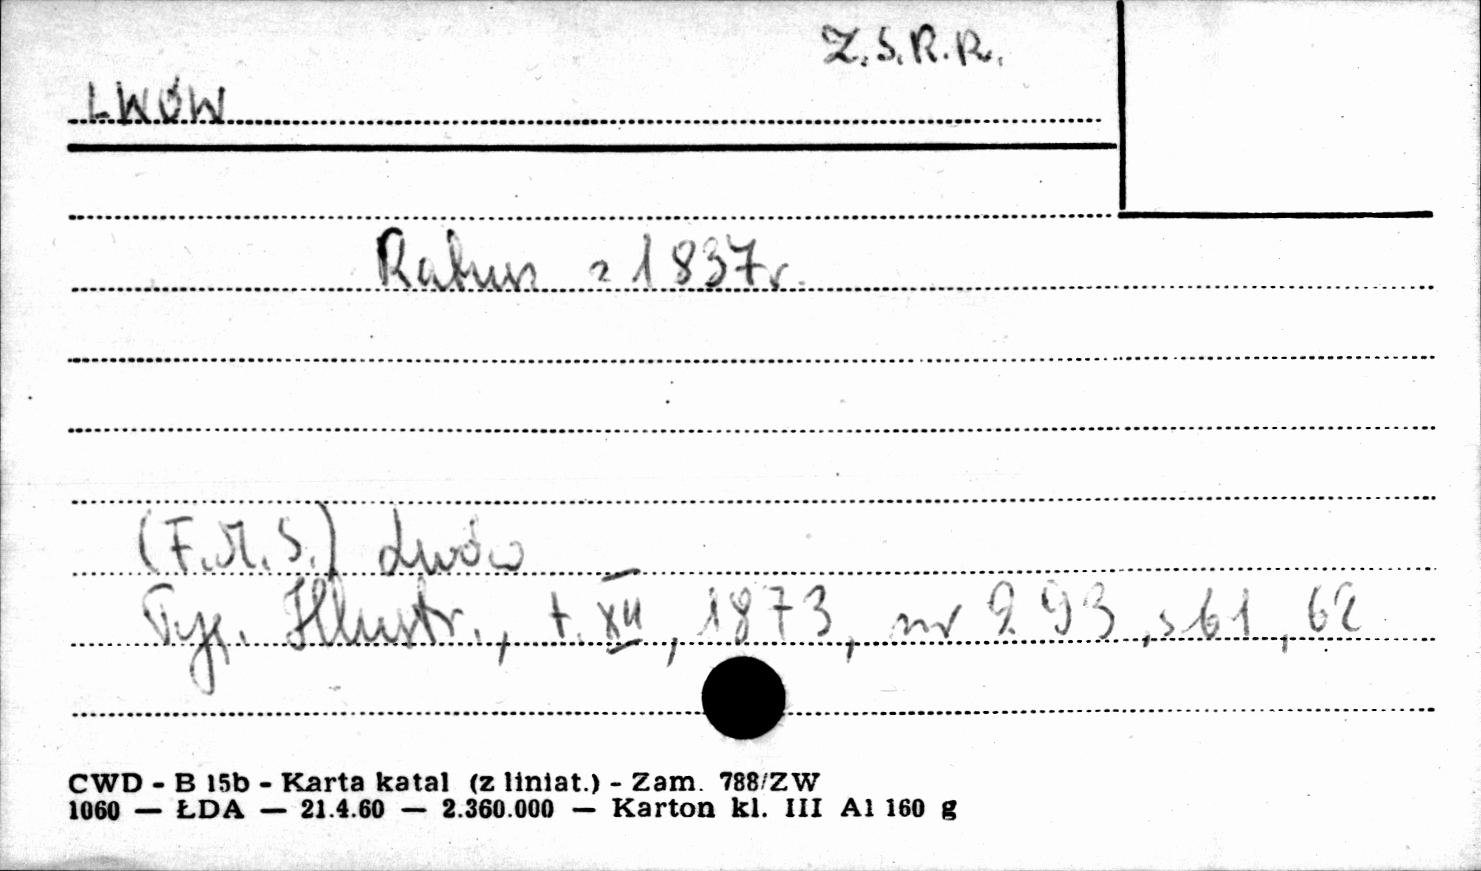 Z.S.R.R.
LWÓW
Ratusz z 1837r.
(F.M.S.) Lwów
Tyg. Illustr., t. XII, 1873, nr 293, s 61, 62
CWD - B 15b - Karta katal (z liniat.) - Zam. 788/ZW
1060 — ŁDA — 21.4.60 — 2.360.000 — Karton kl. III A1 160 g